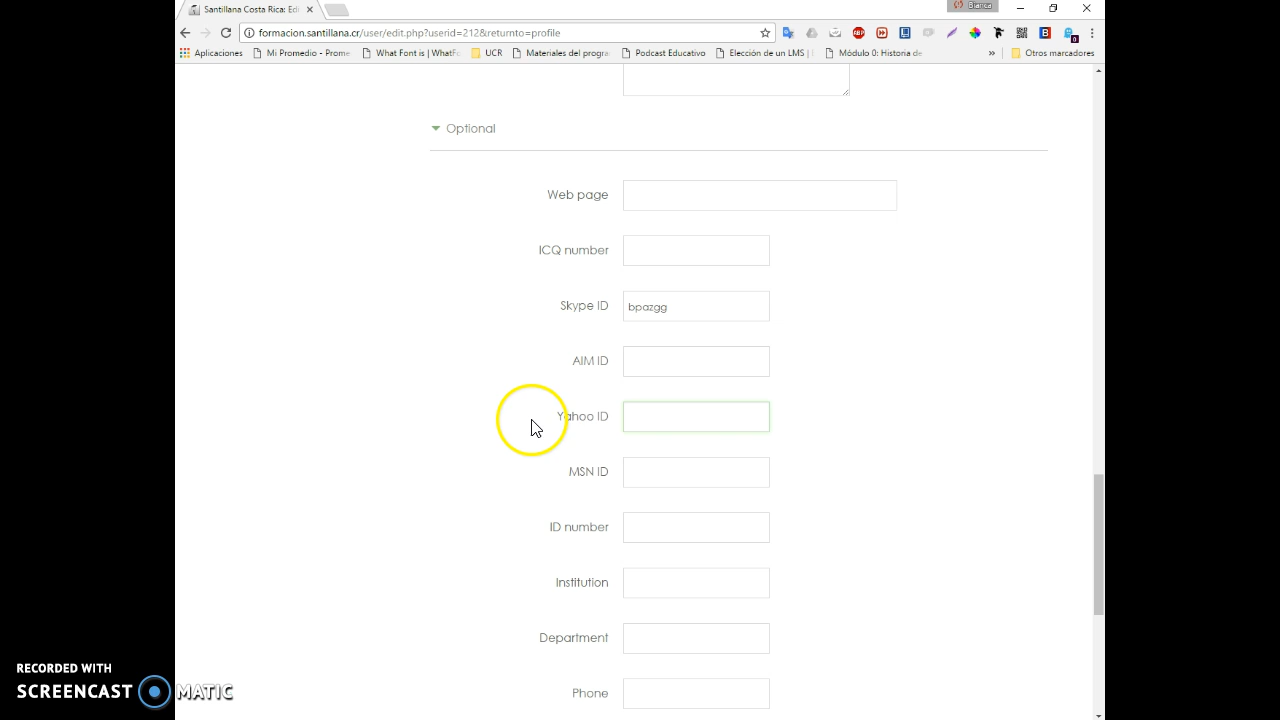 Santillana Costa Rica: Edi
Bianca
formacion.santillana.cr/user/edit.php?userid=212&returnto=profile
Aplicaciones Mi Promedio - Prome What Font is | WhatFo UCR Materiales del progra Podcast Educativo Elección de un LMS | Módulo 0: Historia de » Otros marcadores
Optional
Web page
ICQ number
Skype ID bpazgg
AIM ID
Yahoo ID
MSN ID
ID number
Institution
Department
Phone
RECORDED WITH
SCREENCAST MATIC